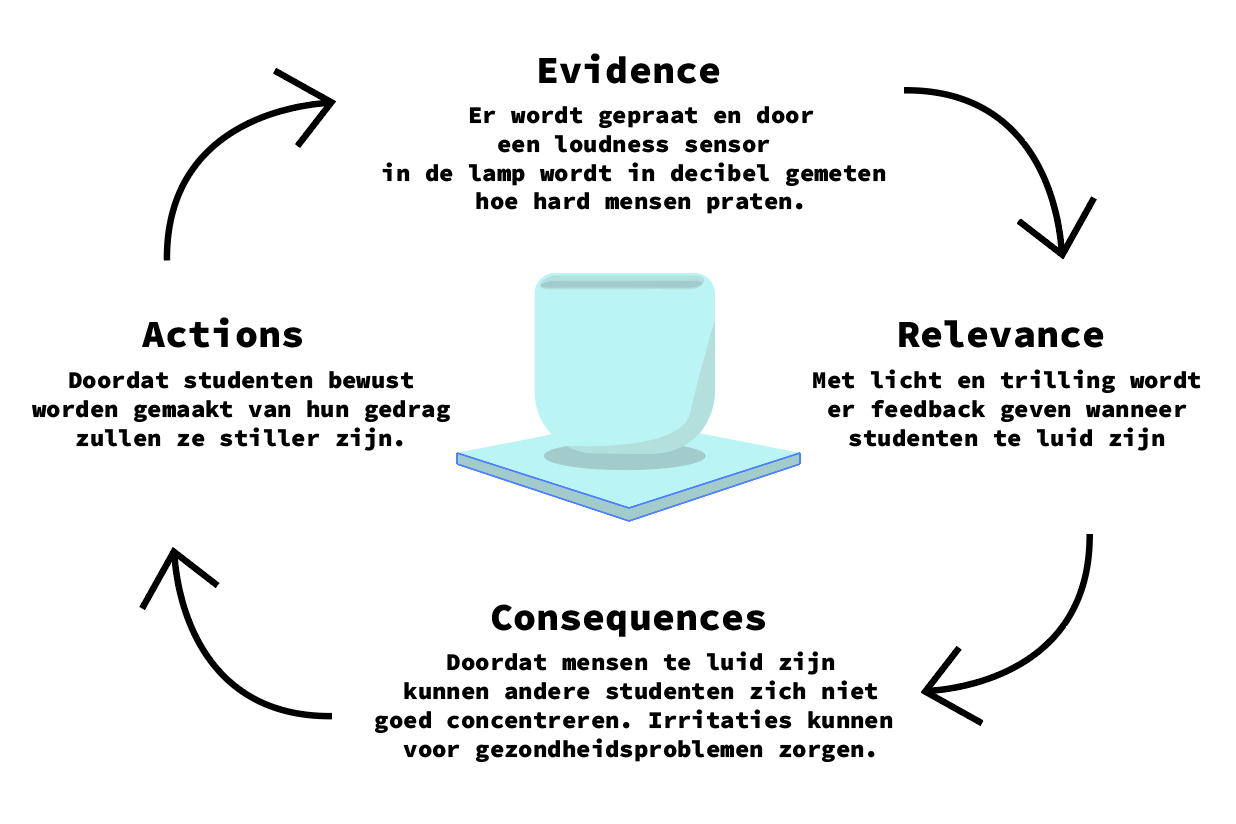 Evidence
Er wordt gepraat en door
een loudness sensor
in de lamp wordt in decibel gemeten
hoe hard mensen praten.
Actions
Doordat studenten bewust
worden gemaakt van hun gedrag
zullen ze stiller zijn.
Relevance
Met licht en trilling wordt
er feedback geven wanneer
studenten te luid zijn
Consequences
Doordat mensen te luid zijn
kunnen andere studenten zich niet
goed concentreren. Irritaties kunnen
voor gezondheidsproblemen zorgen.